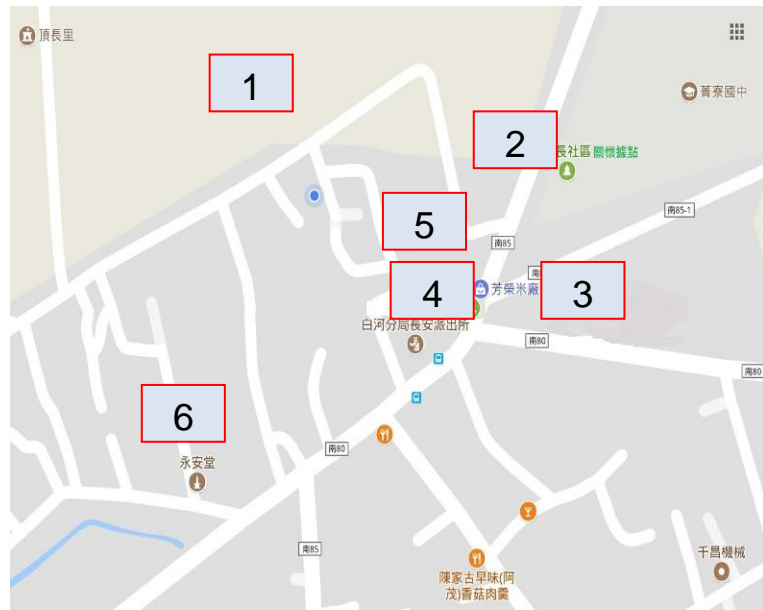 頂長里
1
菁寮國中
2
長社區 關懷據點
南85-1
5
南85
南8
4
芳榮米廠
3
白河分局長安派出所
南80
南80
6
南80
永安堂
南85
千昌機械
陳家古早味(阿
茂)香菇肉羹